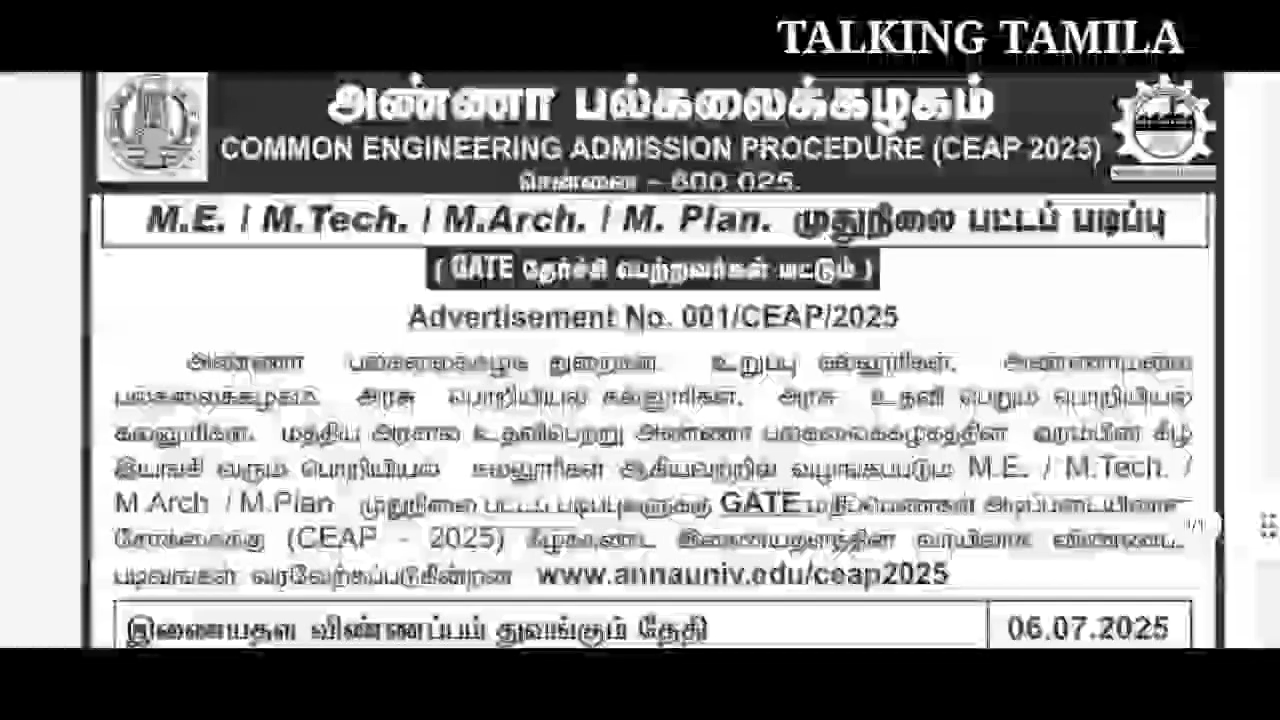 TALKING TAMILA
அண்ணா பல்கலைக்கழகம்
COMMON ENGINEERING ADMISSION PROCEDURE (CEAP 2025)
சென்னை – 600 025.
M.E. / M.Tech. / M.Arch. / M. Plan. முதுநிலை பட்டப் படிப்பு
( GATE தேர்ச்சி பெற்றவர்கள் மட்டும் )
Advertisement No. 001/CEAP/2025
அண்ணா பல்கலைக்கழக துறைகள், உறுப்பு கல்லூரிகள், அண்ணாமலை
பல்கலைக்கழகம், அரசு பொறியியல் கல்லூரிகள், அரசு உதவி பெறும் பொறியியல்
கல்லூரிகள், மத்திய அரசால் உதவிபெற்று அண்ணா பல்கலைக்கழகத்தின் வரம்பின் கீழ்
இயங்கி வரும் பொறியியல் கல்லூரிகள் ஆகியவற்றில் வழங்கப்படும் M.E. / M.Tech. /
M.Arch / M.Plan முதுநிலை பட்டப் படிப்புகளுக்கு GATE மதிப்பெண்கள் அடிப்படையிலான
சேர்க்கைக்கு (CEAP - 2025) கீழ்க்கண்ட இணையதளத்தின் வாயிலாக விண்ணப்ப
படிவங்கள் வரவேற்கப்படுகின்றன www.annauniv.edu/ceap2025
இணையதள விண்ணப்பம் துவங்கும் தேதி 06.07.2025